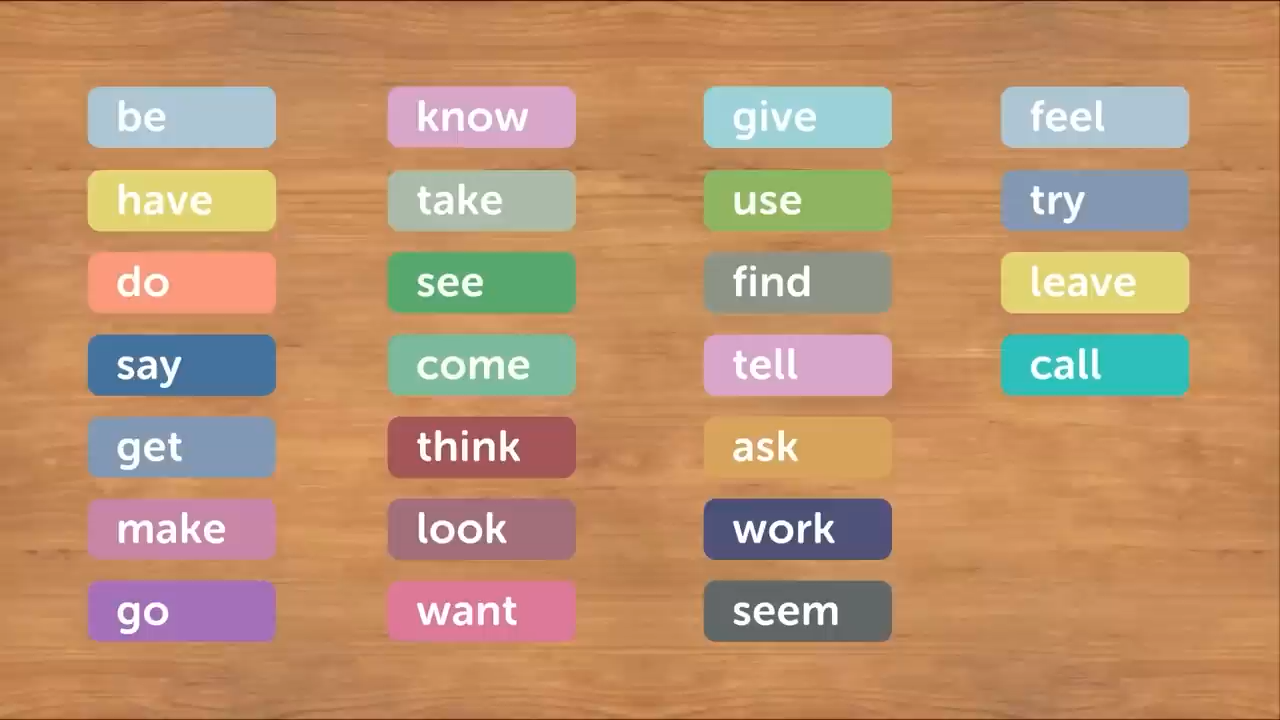 be
have
do
say
get
make
go
know
take
see
come
think
look
want
give
use
find
tell
ask
work
seem
feel
try
leave
call